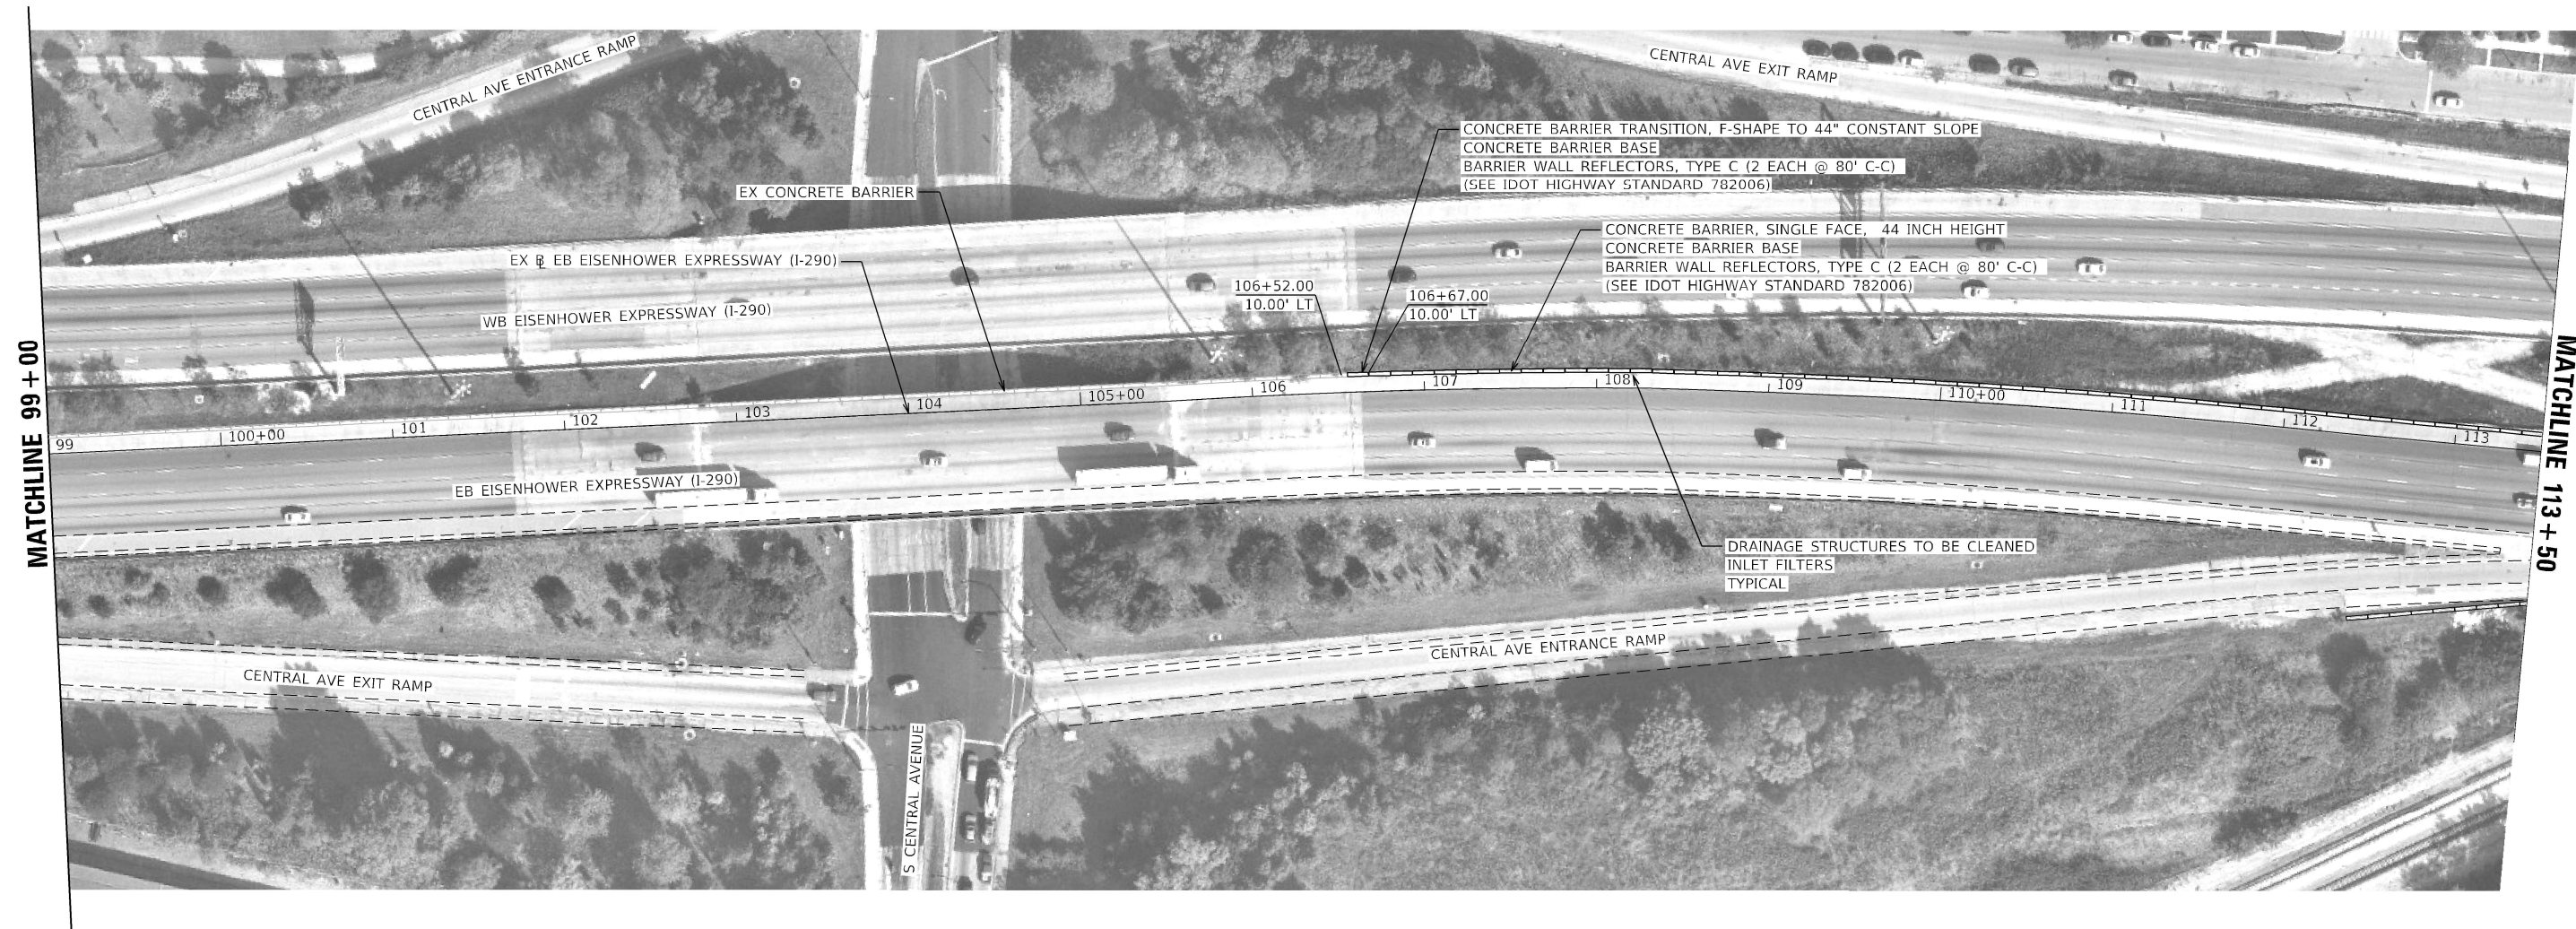 CENTRAL AVE ENTRANCE RAMP
CENTRAL AVE EXIT RAMP
CONCRETE BARRIER TRANSITION, F-SHAPE TO 44" CONSTANT SLOPE
CONCRETE BARRIER BASE
BARRIER WALL REFLECTORS, TYPE C (2 EACH @ 80' C-C)
(SEE IDOT HIGHWAY STANDARD 782006)
EX CONCRETE BARRIER
CONCRETE BARRIER, SINGLE FACE, 44 INCH HEIGHT
CONCRETE BARRIER BASE
BARRIER WALL REFLECTORS, TYPE C (2 EACH @ 80' C-C)
(SEE IDOT HIGHWAY STANDARD 782006)
EX BL EB EISENHOWER EXPRESSWAY (I-290)
WB EISENHOWER EXPRESSWAY (I-290)
106+52.00
10.00' LT
106+67.00
10.00' LT
MATCHLINE 99+00
99
100+00
101
102
103
104
105+00
106
107
108
109
110+00
111
112
113
MATCHLINE 113+50
EB EISENHOWER EXPRESSWAY (I-290)
DRAINAGE STRUCTURES TO BE CLEANED
INLET FILTERS
TYPICAL
CENTRAL AVE EXIT RAMP
CENTRAL AVE ENTRANCE RAMP
S CENTRAL AVENUE